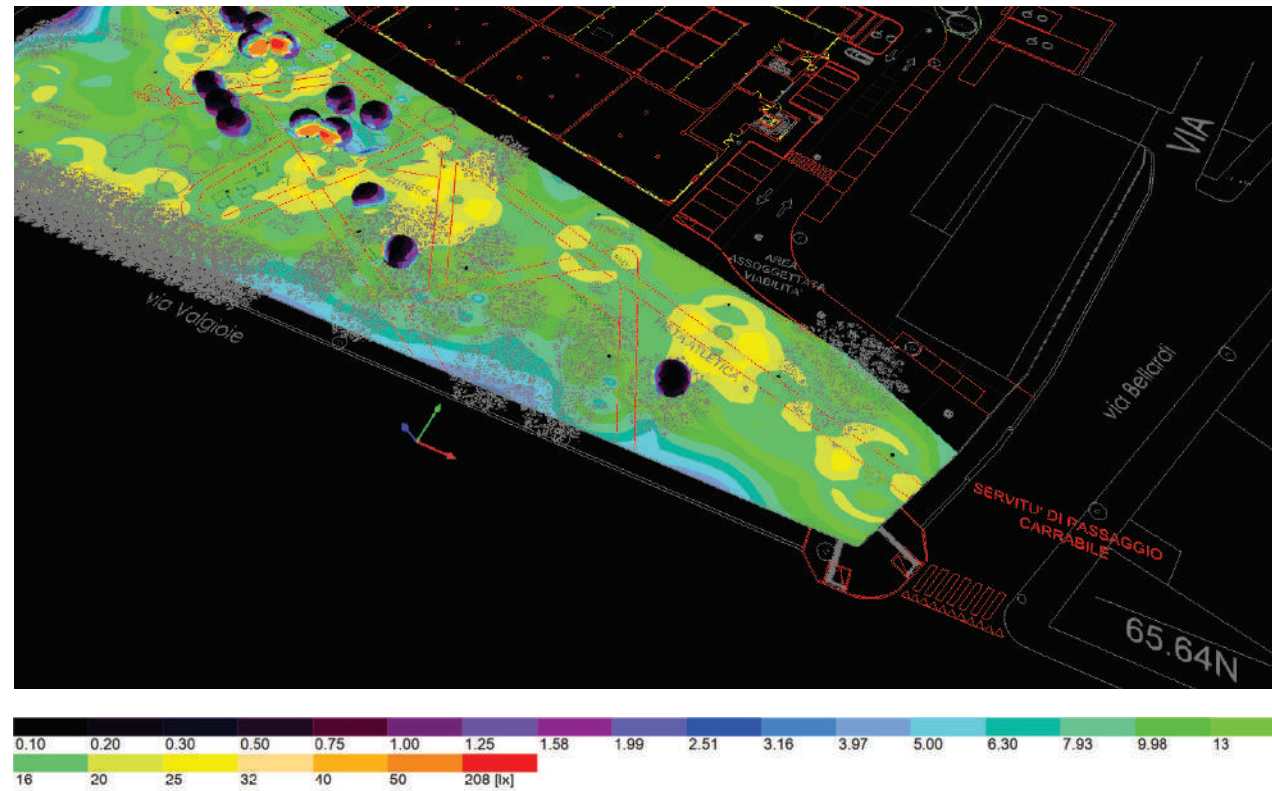 VIA
FITNESS
AREA
ASSOGGETTATA
VIABILITA'
via Valgioie
ATLETICA
via Bellardi
SERVITU' DI PASSAGGIO
CARRABILE
65.64N
0.10 0.20 0.30 0.50 0.75 1.00 1.25 1.58 1.99 2.51 3.16 3.97 5.00 6.30 7.93 9.98 13
16 20 25 32 40 50 208 [lx]